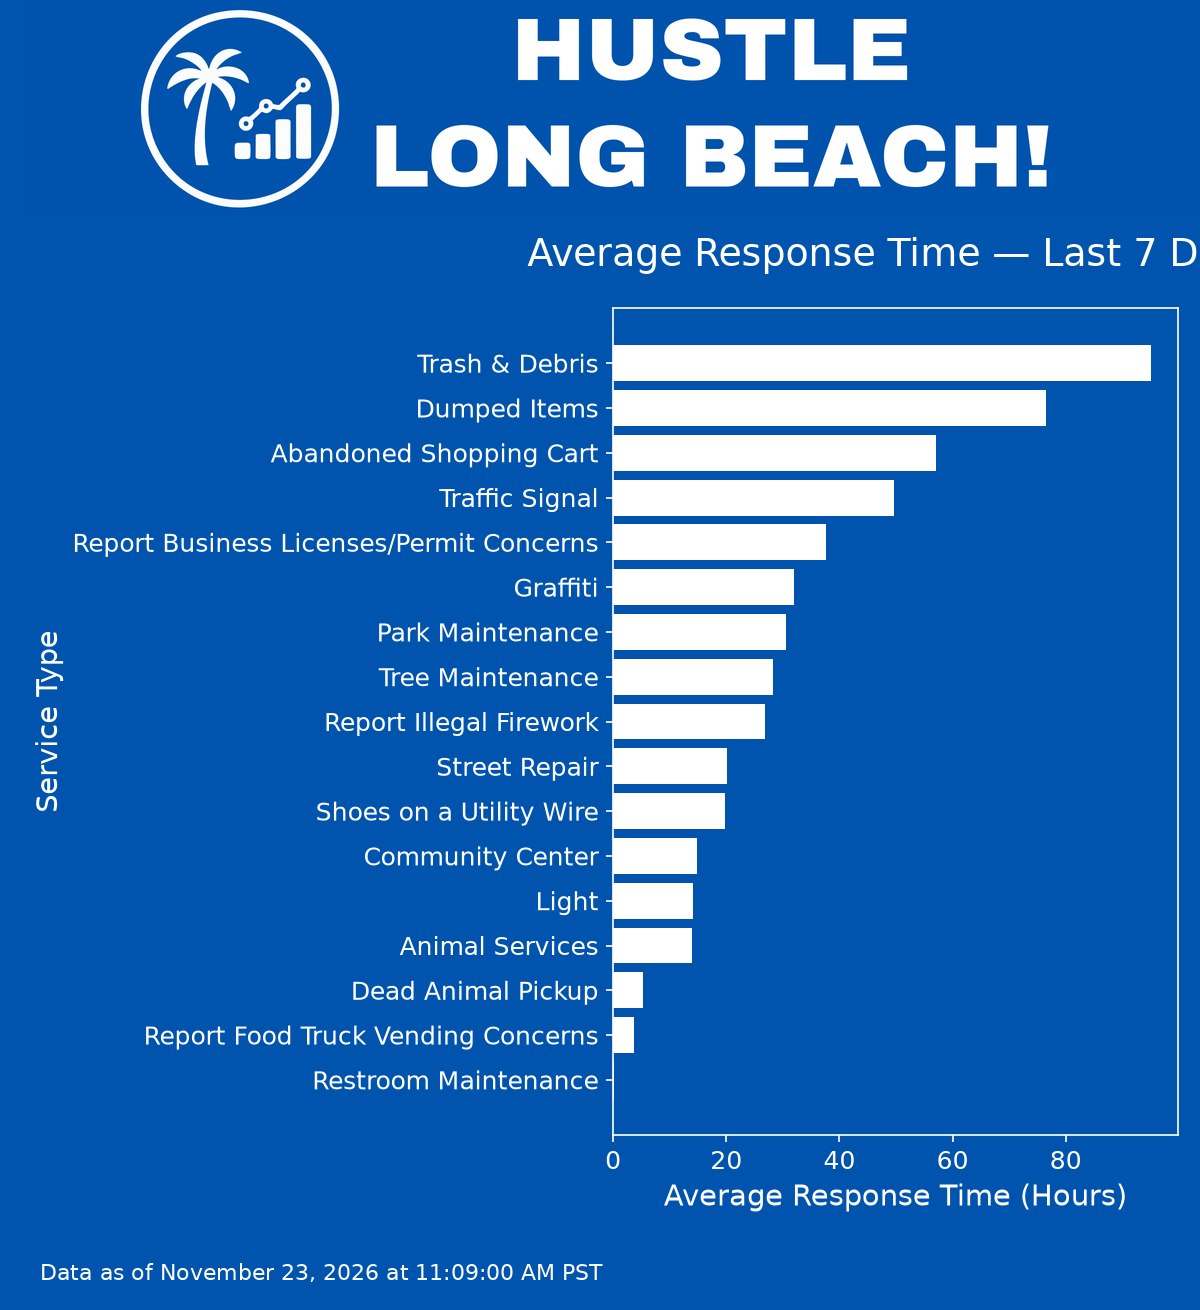 HUSTLE
LONG BEACH!
Average Response Time — Last 7 D
Trash & Debris
Dumped Items
Abandoned Shopping Cart
Traffic Signal
Report Business Licenses/Permit Concerns
Graffiti
Park Maintenance
Tree Maintenance
Report Illegal Firework
Street Repair
Shoes on a Utility Wire
Community Center
Light
Animal Services
Dead Animal Pickup
Report Food Truck Vending Concerns
Restroom Maintenance
Service Type
0 20 40 60 80
Average Response Time (Hours)
Data as of November 23, 2026 at 11:09:00 AM PST